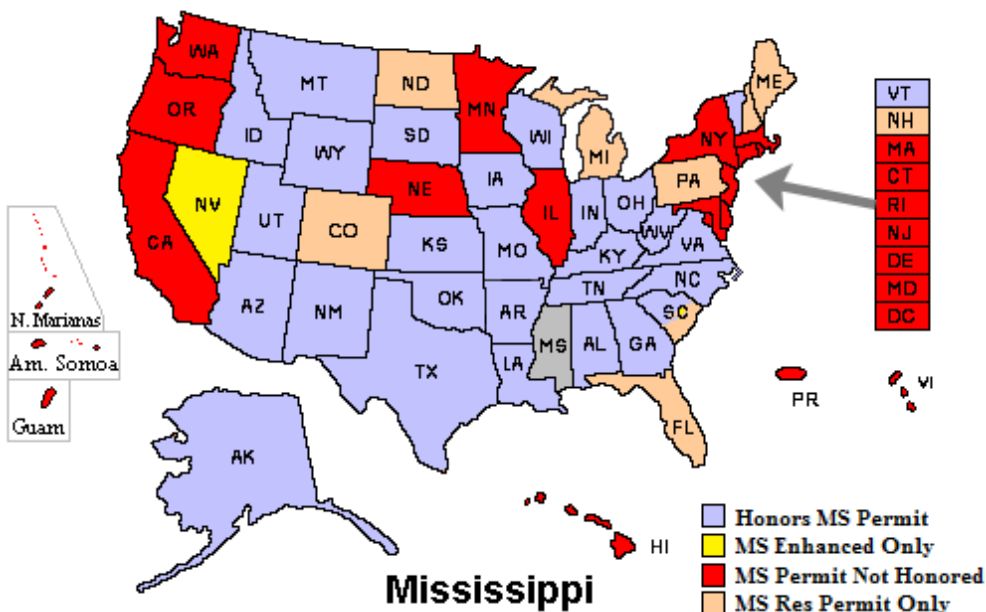 WA
MT
ND
MN
ME
VT
NH
OR
ID
SD
WI
NY
MA
WY
MI
CT
NE
IA
PA
RI
NV
UT
IL
IN
OH
NJ
CA
CO
KS
MO
WV
VA
DE
KY
MD
AZ
NM
OK
AR
TN
NC
DC
SC
N. Marianas
MS
AL
GA
Am. Somoa
TX
LA
VI
PR
Guam
FL
AK
HI
Honors MS Permit
MS Enhanced Only
MS Permit Not Honored
MS Res Permit Only
Mississippi